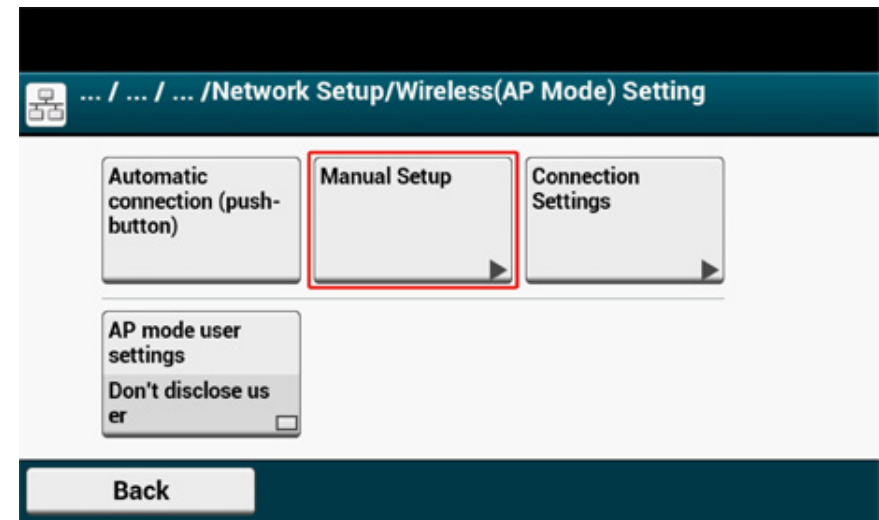 ... / ... / ... /Network Setup/Wireless(AP Mode) Setting
Automatic
connection (push-
button)
Manual Setup
Connection
Settings
AP mode user
settings
Don't disclose us
er
Back